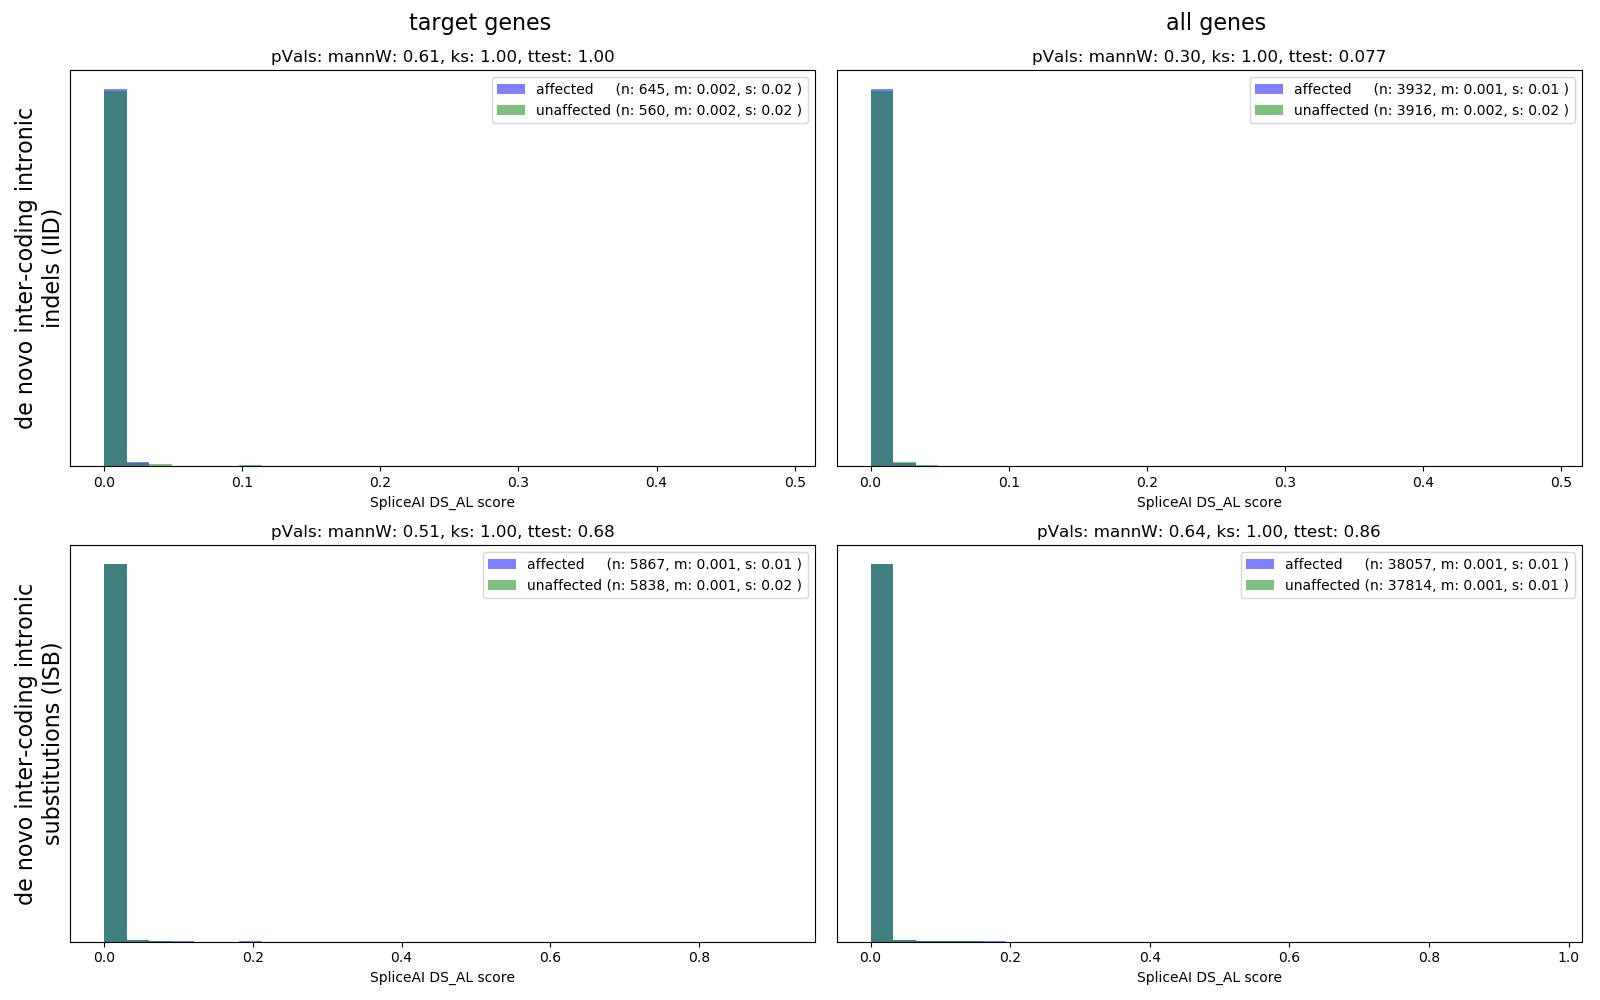 target genes
all genes
pVals: mannW: 0.61, ks: 1.00, ttest: 1.00
pVals: mannW: 0.30, ks: 1.00, ttest: 0.077
de novo inter-coding intronic
indels (IID)
affected (n: 645, m: 0.002, s: 0.02 )
unaffected (n: 560, m: 0.002, s: 0.02 )
affected (n: 3932, m: 0.001, s: 0.01 )
unaffected (n: 3916, m: 0.002, s: 0.02 )
0.0 0.1 0.2 0.3 0.4 0.5
SpliceAI DS_AL score
0.0 0.1 0.2 0.3 0.4 0.5
SpliceAI DS_AL score
pVals: mannW: 0.51, ks: 1.00, ttest: 0.68
pVals: mannW: 0.64, ks: 1.00, ttest: 0.86
de novo inter-coding intronic
substitutions (ISB)
affected (n: 5867, m: 0.001, s: 0.01 )
unaffected (n: 5838, m: 0.001, s: 0.02 )
affected (n: 38057, m: 0.001, s: 0.01 )
unaffected (n: 37814, m: 0.001, s: 0.01 )
0.0 0.2 0.4 0.6 0.8
SpliceAI DS_AL score
0.0 0.2 0.4 0.6 0.8 1.0
SpliceAI DS_AL score